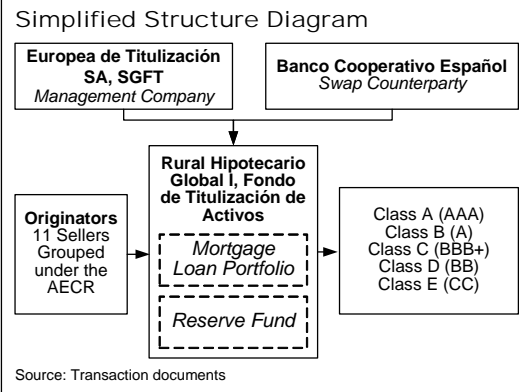 Simplified Structure Diagram
Europea de Titulización
SA, SGFT
Management Company
Banco Cooperativo Español
Swap Counterparty
Originators
11 Sellers
Grouped
under the
AECR
Rural Hipotecario
Global I, Fondo
de Titulización de
Activos
Mortgage
Loan Portfolio
Reserve Fund
Class A (AAA)
Class B (A)
Class C (BBB+)
Class D (BB)
Class E (CC)
Source: Transaction documents